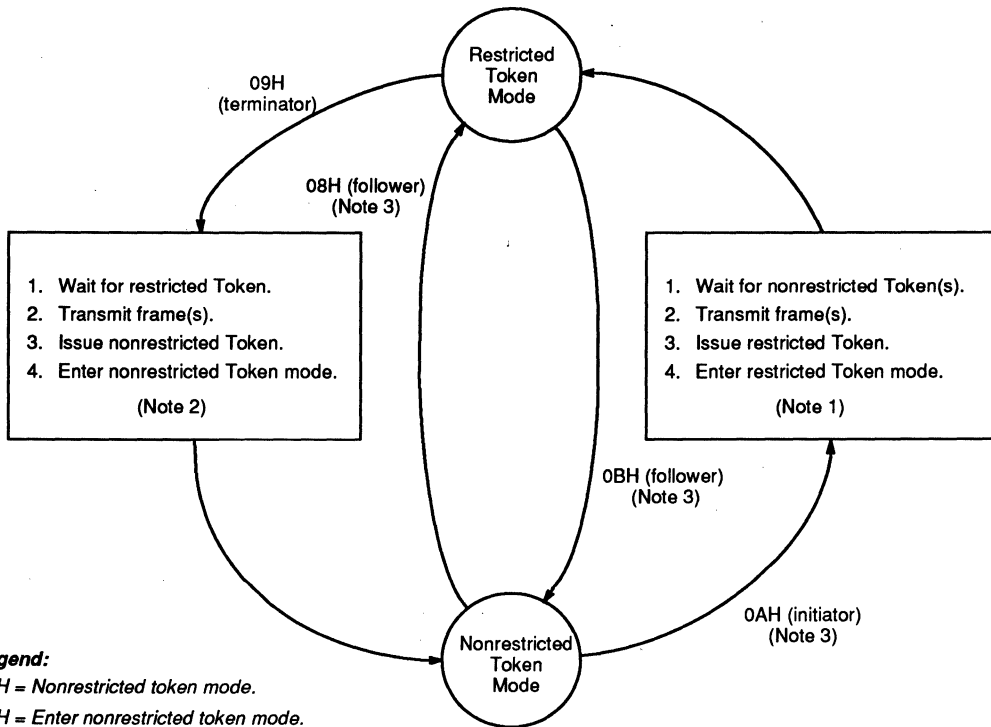 Restricted
Token
Mode
09H
(terminator)
08H (follower)
(Note 3)
1. Wait for restricted Token.
2. Transmit frame(s).
3. Issue nonrestricted Token.
4. Enter nonrestricted Token mode.
(Note 2)
1. Wait for nonrestricted Token(s).
2. Transmit frame(s).
3. Issue restricted Token.
4. Enter restricted Token mode.
(Note 1)
0BH (follower)
(Note 3)
0AH (initiator)
(Note 3)
Nonrestricted
Token
Mode
gend:
H = Nonrestricted token mode.
H = Enter nonrestricted token mode.